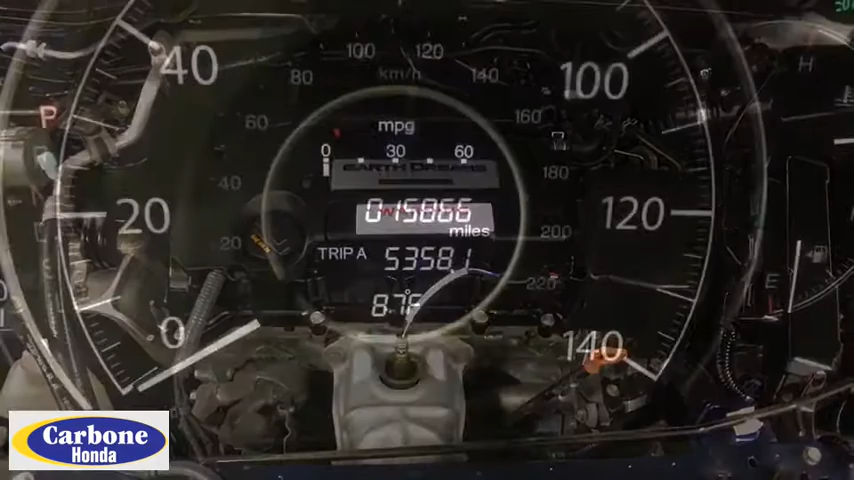 100 120
km/h
80 140
60 160
40 180
20 200
220
40
100
20
120
0
140
P
H
E
mpg
0 30 60
EARTH DREAMS
015866
miles
TRIP A 5358.1
87°F
Carbone
HONDA